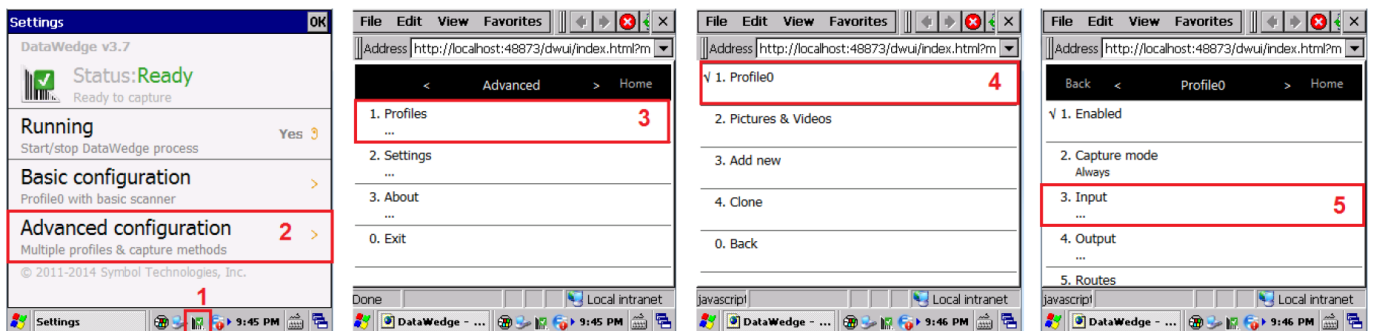 Settings OK
DataWedge v3.7
Status:Ready
Ready to capture
Running Yes
Start/stop DataWedge process
Basic configuration >
Profile0 with basic scanner
Advanced configuration 2 >
Multiple profiles & capture methods
© 2011-2014 Symbol Technologies, Inc.
1
Settings 9:45 PM
File Edit View Favorites
Address http://localhost:48873/dwui/index.html?m
< Advanced > Home
1. Profiles 3
...
2. Settings
...
3. About
...
0. Exit
Done Local intranet
DataWedge - ... 9:45 PM
File Edit View Favorites
Address http://localhost:48873/dwui/index.html?m
√ 1. Profile0 4
2. Pictures & Videos
3. Add new
4. Clone
0. Back
javascript Local intranet
DataWedge - ... 9:46 PM
File Edit View Favorites
Address http://localhost:48873/dwui/index.html?m
Back < Profile0 > Home
√ 1. Enabled
2. Capture mode
Always
3. Input 5
...
4. Output
...
5. Routes
javascript Local intranet
DataWedge - ... 9:46 PM